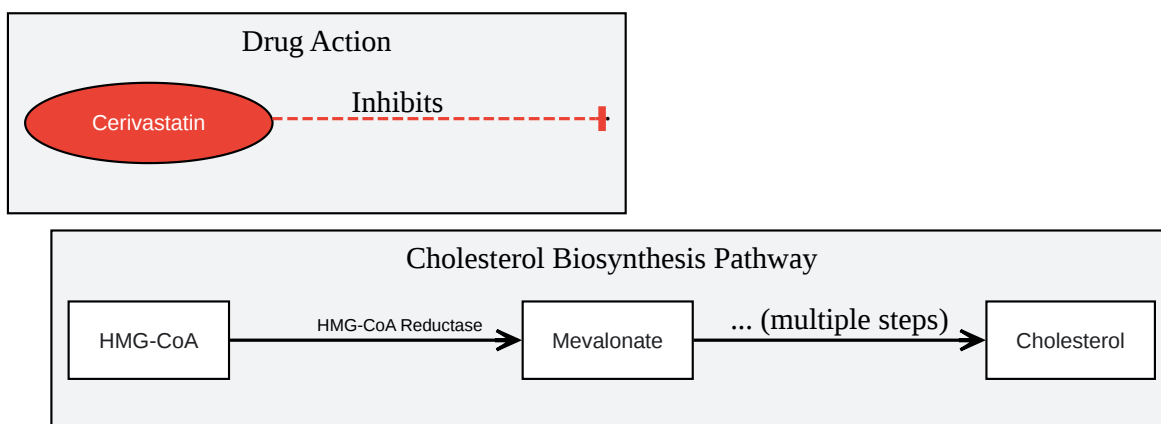 Drug Action
Cerivastatin
Inhibits
Cholesterol Biosynthesis Pathway
HMG-CoA
HMG-CoA Reductase
Mevalonate
... (multiple steps)
Cholesterol